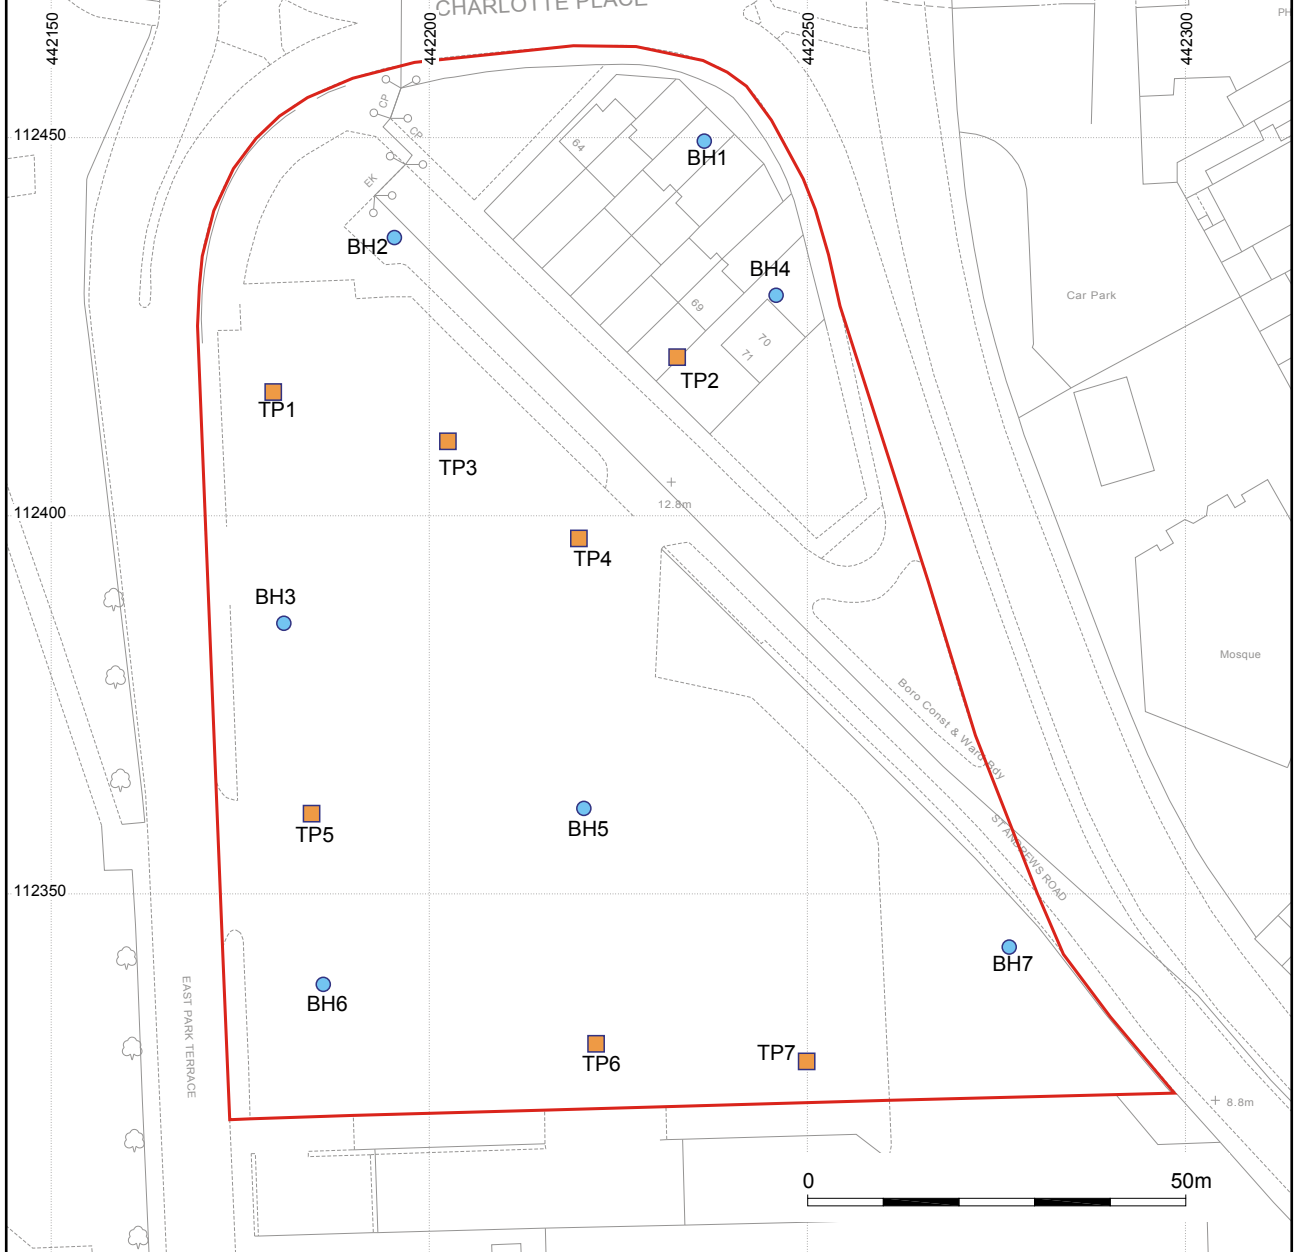 CHARLOTTE PLACE
442150
442200
442250
442300
PH
112450
CP
CP
EK
64
BH1
BH2
BH4
69
70
71
Car Park
TP1
TP2
TP3
12.8m
112400
TP4
BH3
Mosque
Boro Const & Ward Bdy
TP5
BH5
ST ANDREWS ROAD
112350
BH7
EAST PARK TERRACE
BH6
TP6
TP7
8.8m
0
50m